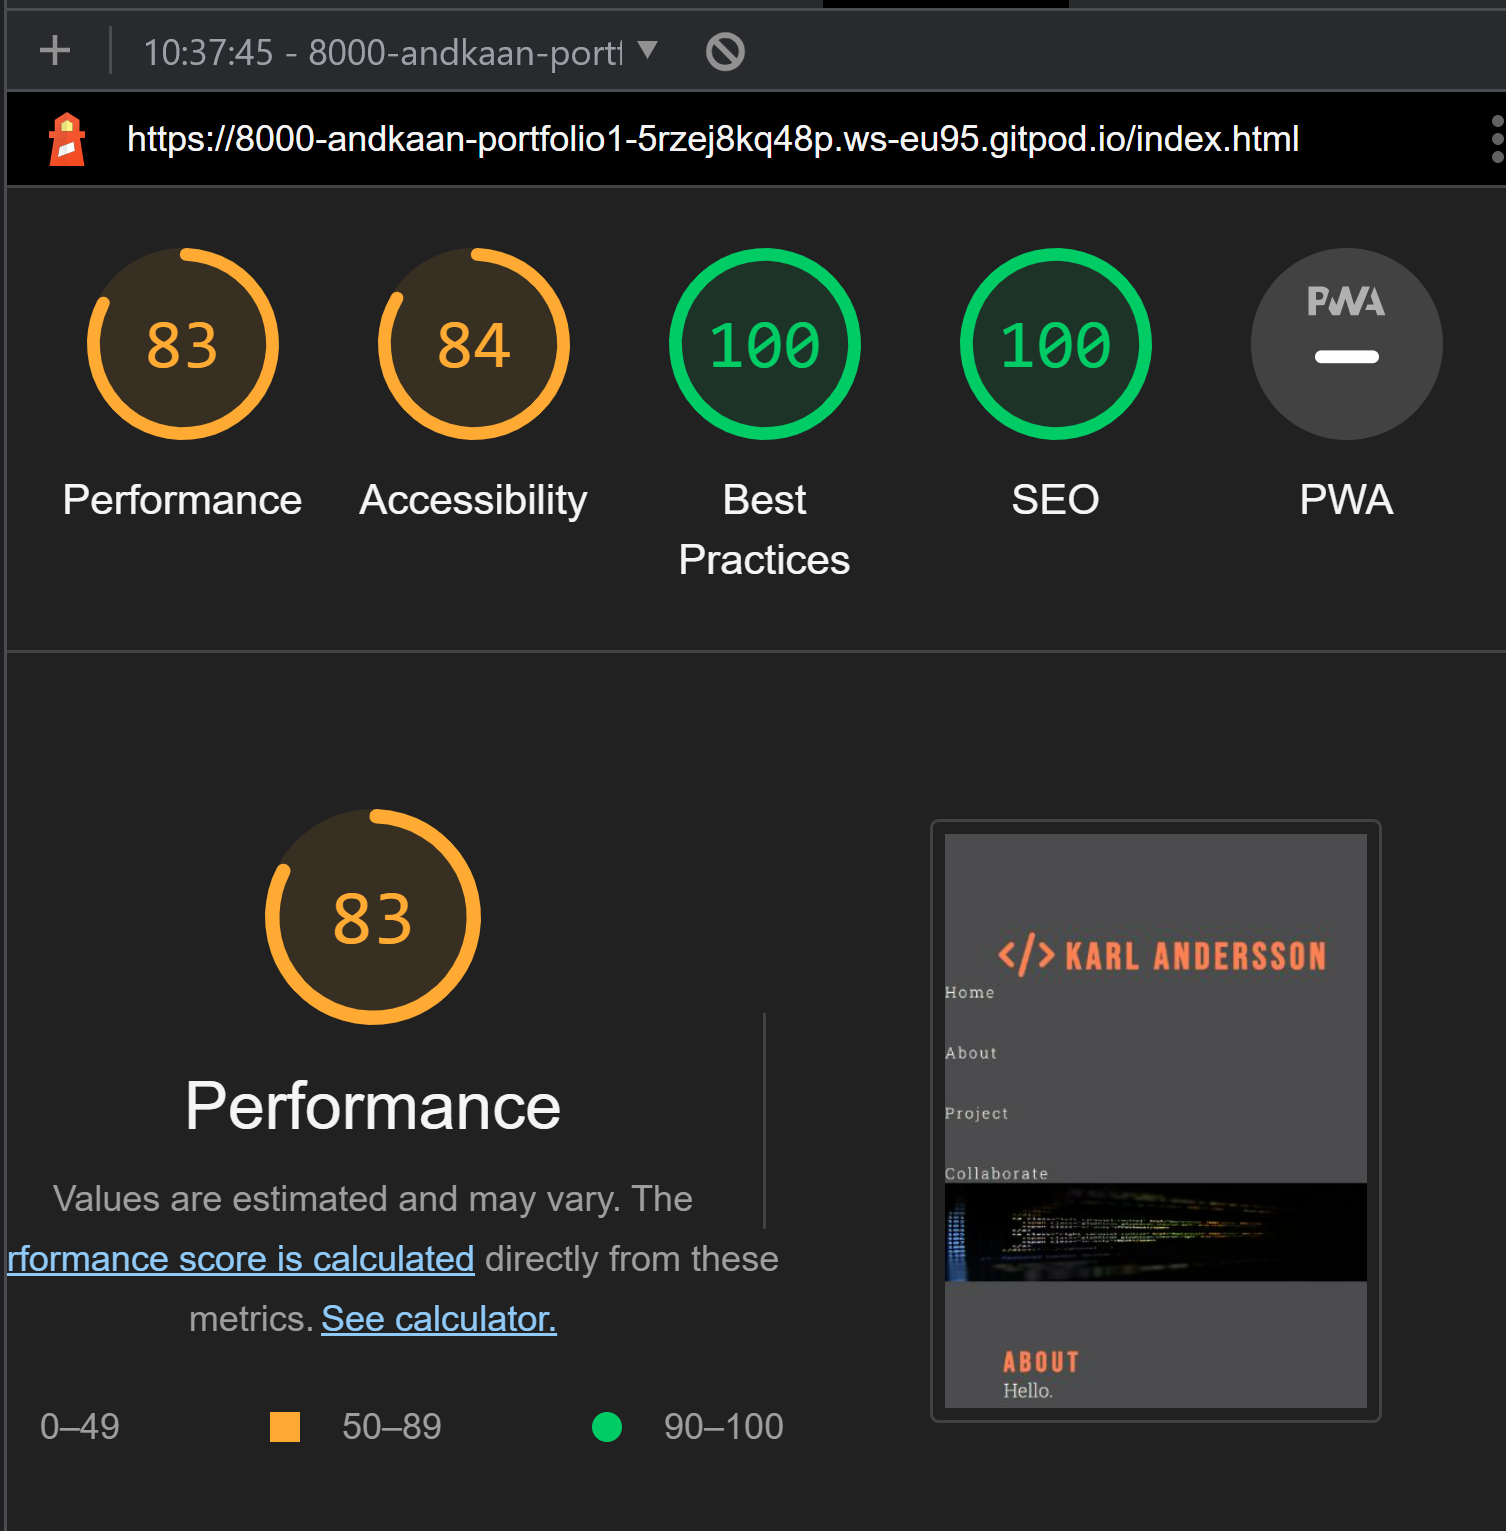 10:37:45 - 8000-andkaan-portf
https://8000-andkaan-portfolio1-5rzej8kq48p.ws-eu95.gitpod.io/index.html
83
84
100
100
PWA
Performance
Accessibility
Best
Practices
SEO
PWA
83
Performance
Values are estimated and may vary. The
rformance score is calculated directly from these
metrics. See calculator.
0–49
50–89
90–100
</> KARL ANDERSSON
Home
About
Project
Collaborate
ABOUT
Hello.